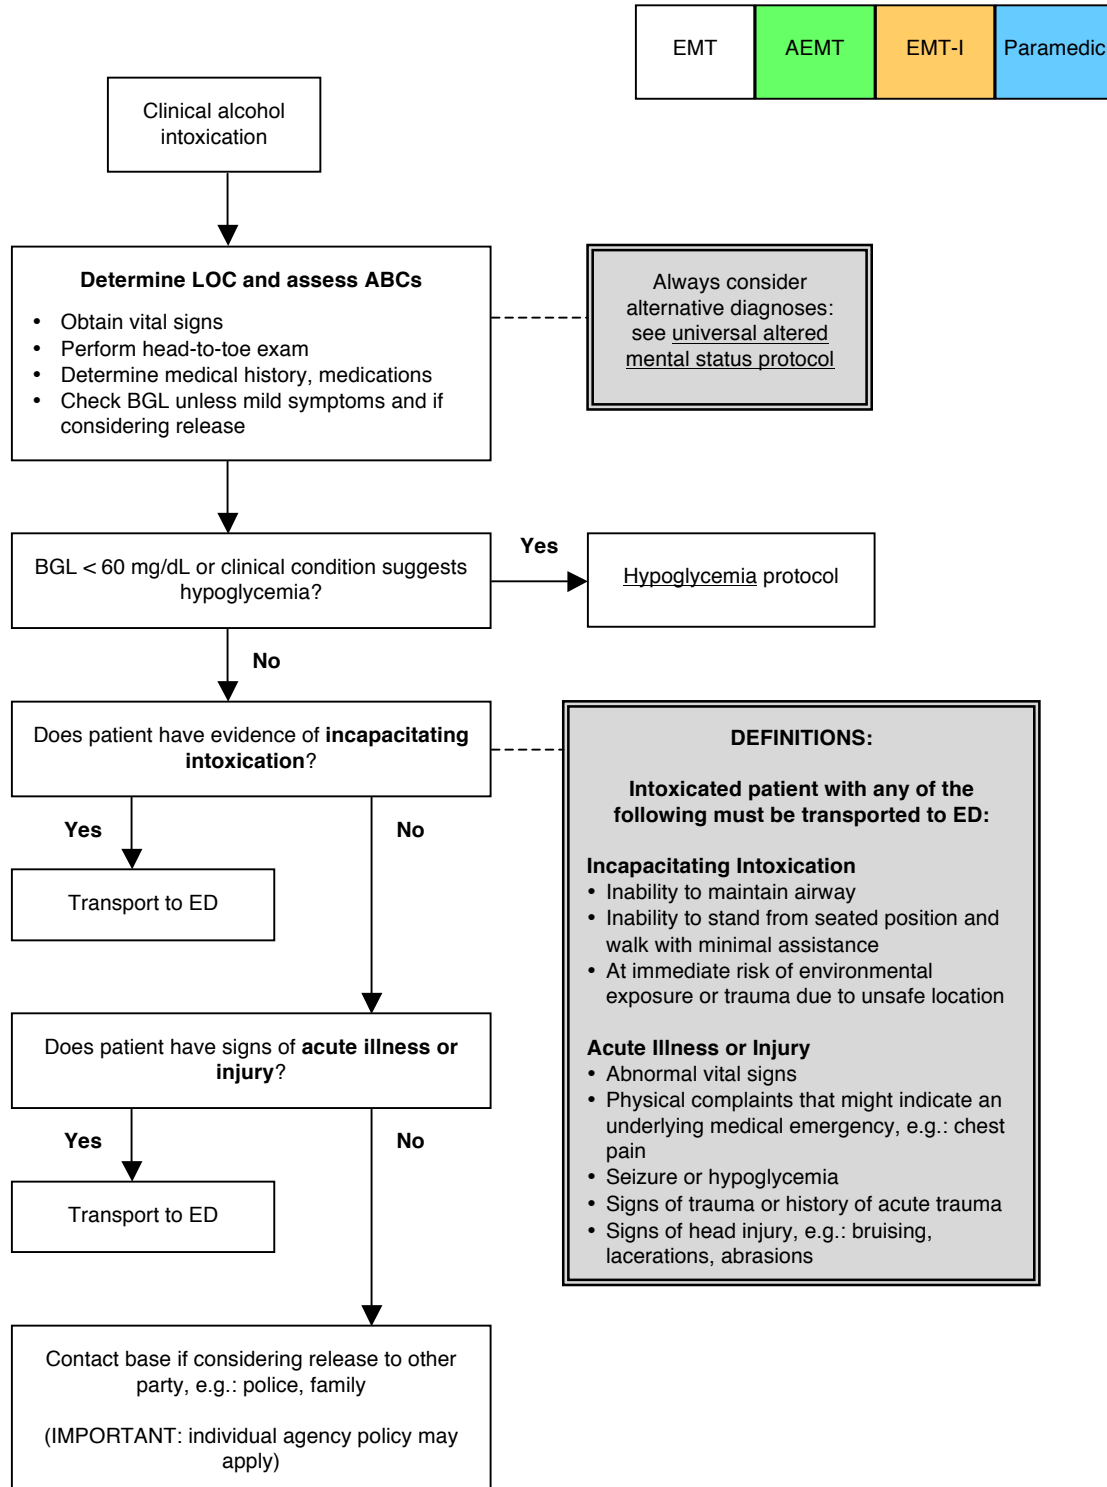 EMT
AEMT
EMT-I
Paramedic
Clinical alcohol
intoxication
Determine LOC and assess ABCs
• Obtain vital signs
• Perform head-to-toe exam
• Determine medical history, medications
• Check BGL unless mild symptoms and if
considering release
Always consider
alternative diagnoses:
see universal altered
mental status protocol
BGL < 60 mg/dL or clinical condition suggests
hypoglycemia?
Yes
Hypoglycemia protocol
No
Does patient have evidence of incapacitating
intoxication?
Yes
No
Transport to ED
DEFINITIONS:
Intoxicated patient with any of the
following must be transported to ED:
Incapacitating Intoxication
• Inability to maintain airway
• Inability to stand from seated position and
walk with minimal assistance
• At immediate risk of environmental
exposure or trauma due to unsafe location
Acute Illness or Injury
• Abnormal vital signs
• Physical complaints that might indicate an
underlying medical emergency, e.g.: chest
pain
• Seizure or hypoglycemia
• Signs of trauma or history of acute trauma
• Signs of head injury, e.g.: bruising,
lacerations, abrasions
Does patient have signs of acute illness or
injury?
Yes
No
Transport to ED
Contact base if considering release to other
party, e.g.: police, family
(IMPORTANT: individual agency policy may
apply)